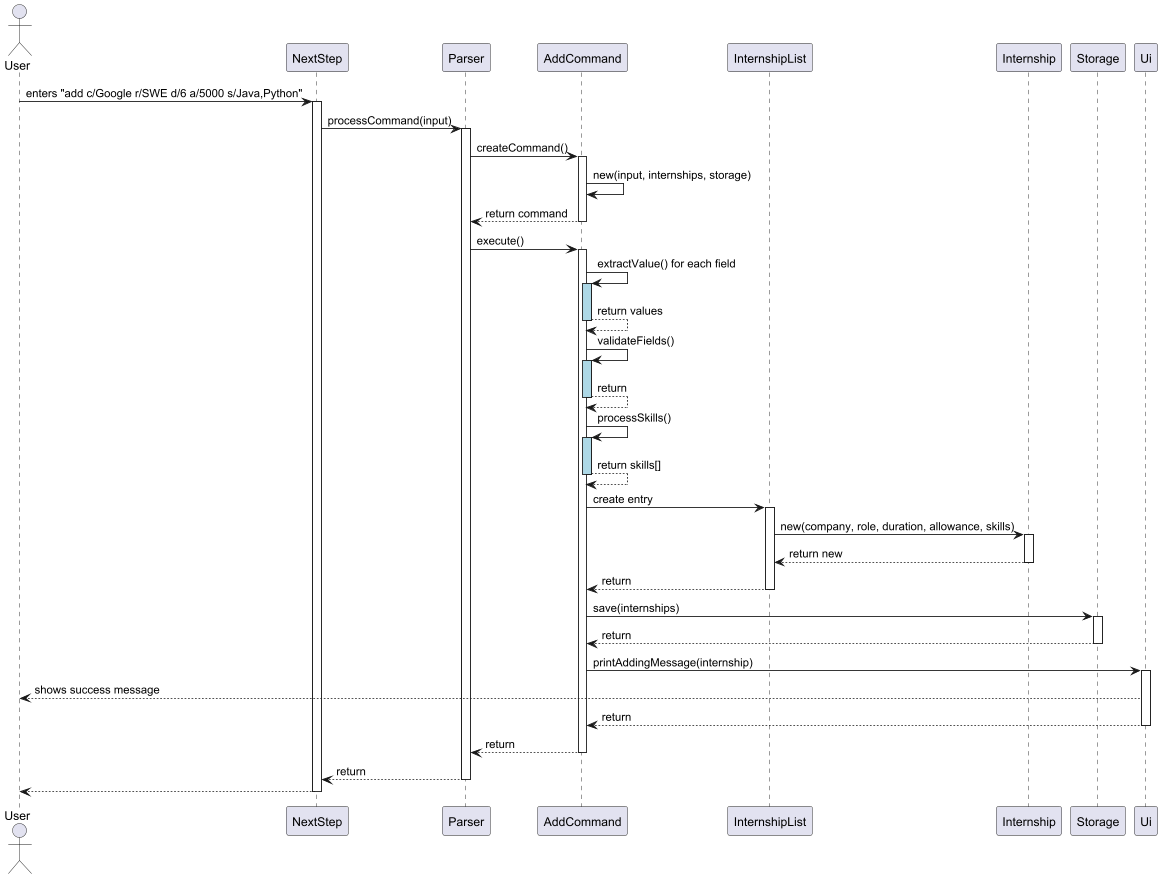 User
NextStep
Parser
AddCommand
InternshipList
Internship
Storage
Ui
enters "add c/Google r/SWE d/6 a/5000 s/Java,Python"
processCommand(input)
createCommand()
new(input, internships, storage)
return command
execute()
extractValue() for each field
return values
validateFields()
return
processSkills()
return skills[]
create entry
new(company, role, duration, allowance, skills)
return new
return
save(internships)
return
printAddingMessage(internship)
shows success message
return
return
return
User
NextStep
Parser
AddCommand
InternshipList
Internship
Storage
Ui